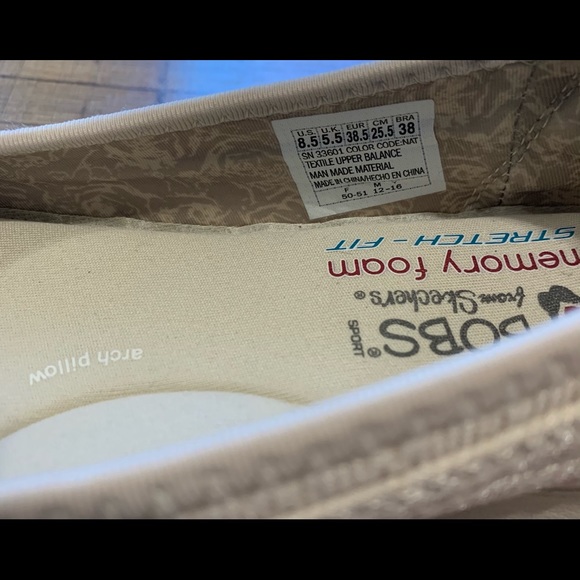 U.S. U.K. EUR CM BRA
8.5 5.5 38.5 25.5 38
SN 33601 COLOR CODE:NAT
TEXTILE UPPER BALANCE
MAN MADE MATERIAL
MADE IN CHINA/HECHO EN CHINA
F M Y
50-51 12-16
STRETCH - FIT
memory foam
from Skechers®
BOBS®
SPORT
arch pillow